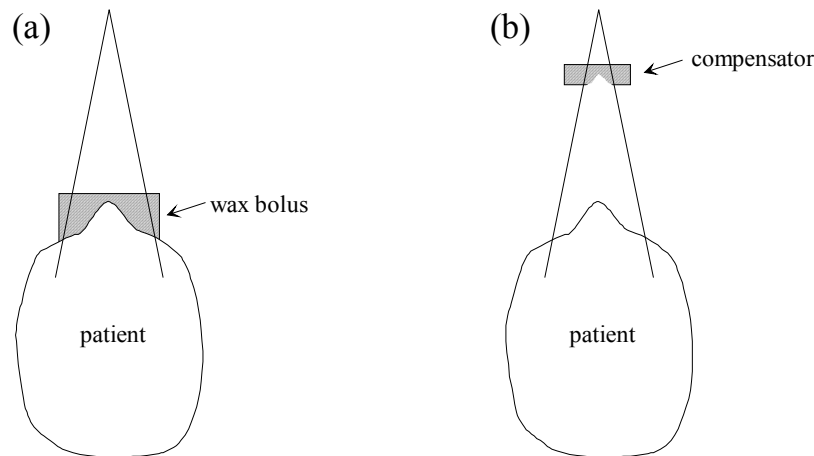 (a)
wax bolus
patient
(b)
compensator
patient